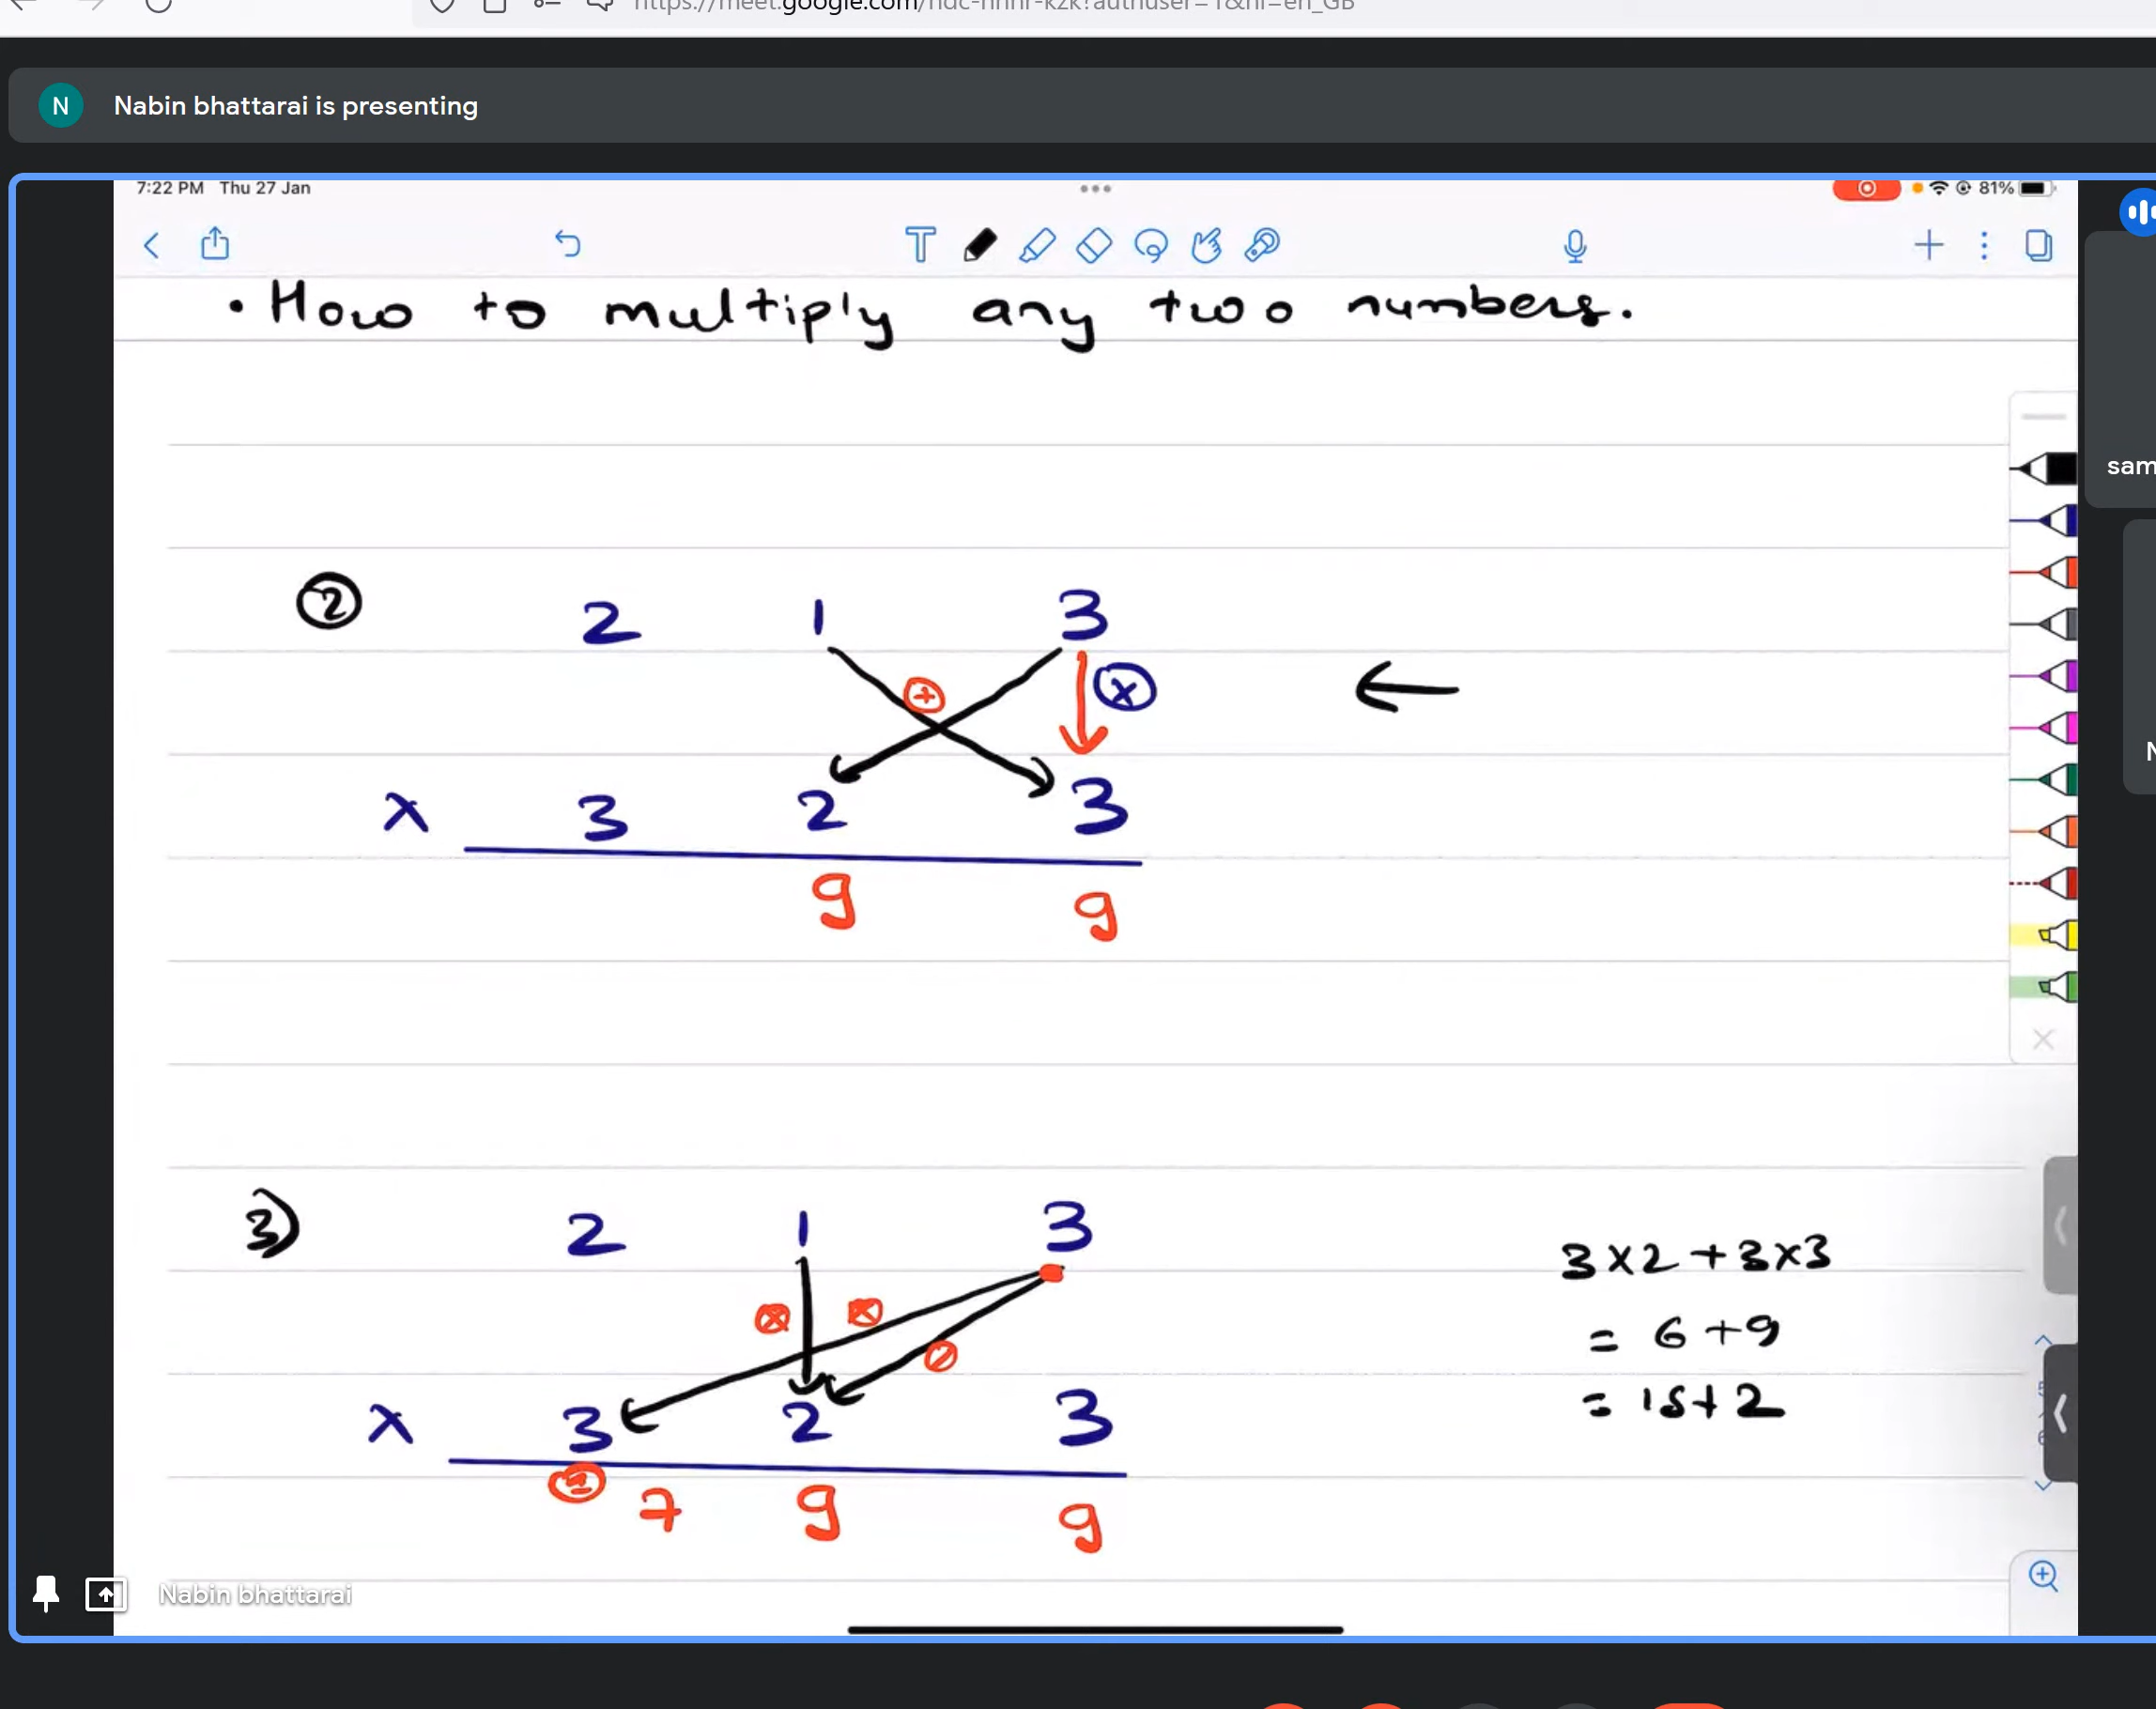 Nabin bhattarai is presenting
N
7:22 PM Thu 27 Jan
81%
• How to multiply any two numbers.
② 2 1 3
+ x
x 3 2 3
9 9
3) 2 1 3
3x2 + 3x3
= 6 + 9
= 15 + 2
x 3 2 3
7 9 9
Nabin bhattarai
sam